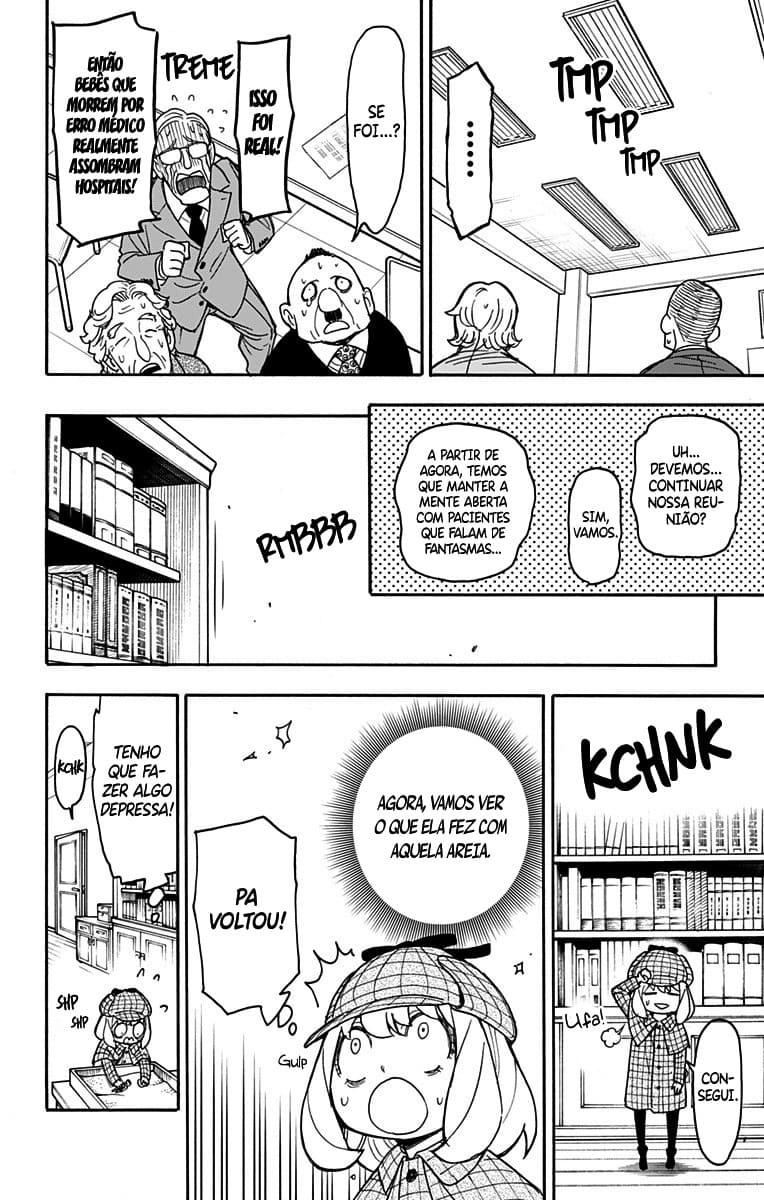 TMP
TMP
TMP
......
SE
FOI...?
ISSO
FOI
REAL!
TREME
ENTÃO
BEBÊS QUE
MORREM POR
ERRO MÉDICO
REALMENTE
ASSOMBRAM
HOSPITAIS!
UH...
DEVEMOS...
CONTINUAR
NOSSA REU-
NIÃO?
SIM,
VAMOS.
A PARTIR DE
AGORA, TEMOS
QUE MANTER A
MENTE ABERTA
COM PACIENTES
QUE FALAM DE
FANTASMAS...
RMBBB
KCHNK
Ufa!
CON-
SEGUI.
AGORA, VAMOS VER
O QUE ELA FEZ COM
AQUELA AREIA.
PA
VOLTOU!
Gulp
TENHO
QUE FA-
ZER ALGO
DEPRESSA!
KCHK
SHP
SHP